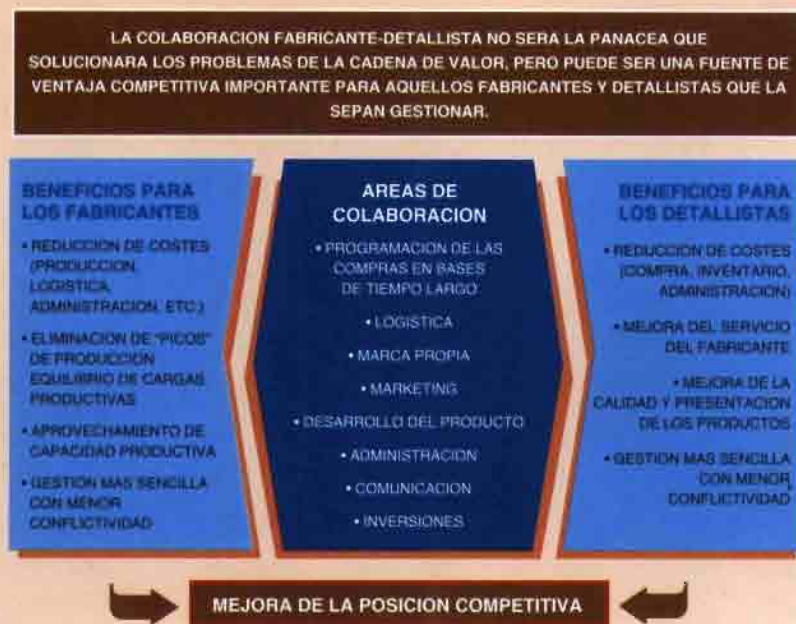 LA COLABORACION FABRICANTE-DETALLISTA NO SERA LA PANACEA QUE
SOLUCIONARA LOS PROBLEMAS DE LA CADENA DE VALOR, PERO PUEDE SER UNA FUENTE DE
VENTAJA COMPETITIVA IMPORTANTE PARA AQUELLOS FABRICANTES Y DETALLISTAS QUE LA
SEPAN GESTIONAR.
BENEFICIOS PARA
LOS FABRICANTES
• REDUCCION DE COSTES
(PRODUCCION,
LOGISTICA,
ADMINISTRACION, ETC.)
• ELIMINACION DE "PICOS"
DE PRODUCCION
EQUILIBRIO DE CARGAS
PRODUCTIVAS
• APROVECHAMIENTO DE
CAPACIDAD PRODUCTIVA
• GESTION MAS SENCILLA
CON MENOR
CONFLICTIVIDAD
AREAS DE
COLABORACION
• PROGRAMACION DE LAS
COMPRAS EN BASES
DE TIEMPO LARGO
• LOGISTICA
• MARCA PROPIA
• MARKETING
• DESARROLLO DEL PRODUCTO
• ADMINISTRACION
• COMUNICACION
• INVERSIONES
BENEFICIOS PARA
LOS DETALLISTAS
• REDUCCION DE COSTES
(COMPRA, INVENTARIO,
ADMINISTRACION)
• MEJORA DEL SERVICIO
DEL FABRICANTE
• MEJORA DE LA
CALIDAD Y PRESENTACION
DE LOS PRODUCTOS
• GESTION MAS SENCILLA
CON MENOR
CONFLICTIVIDAD
MEJORA DE LA POSICION COMPETITIVA